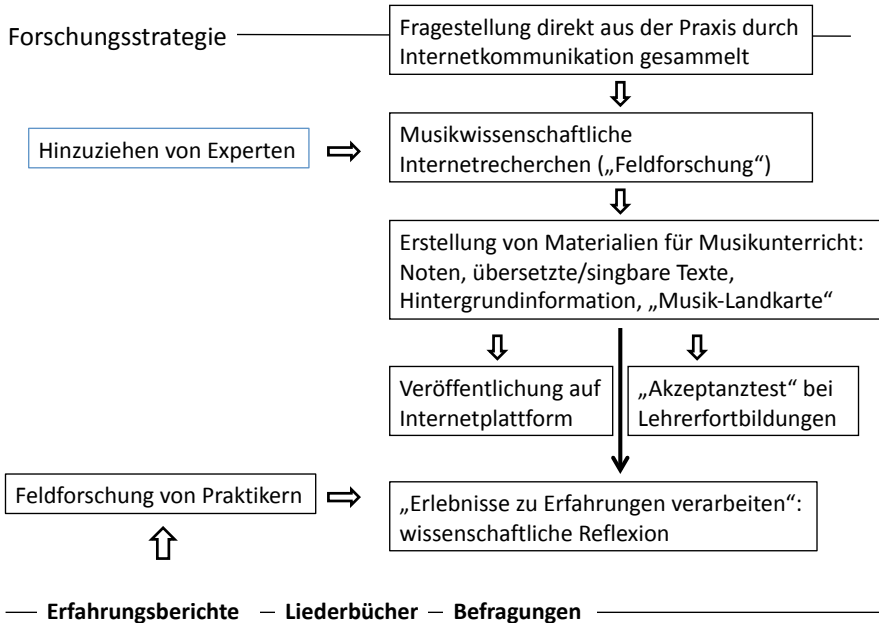 Forschungsstrategie
Fragestellung direkt aus der Praxis durch
Internetkommunikation gesammelt
Hinzuziehen von Experten
Musikwissenschaftliche
Internetrecherchen („Feldforschung“)
Erstellung von Materialien für Musikunterricht:
Noten, übersetzte/singbare Texte,
Hintergrundinformation, „Musik-Landkarte“
Veröffentlichung auf
Internetplattform
„Akzeptanztest“ bei
Lehrerfortbildungen
Feldforschung von Praktikern
„Erlebnisse zu Erfahrungen verarbeiten“:
wissenschaftliche Reflexion
— Erfahrungsberichte – Liederbücher – Befragungen